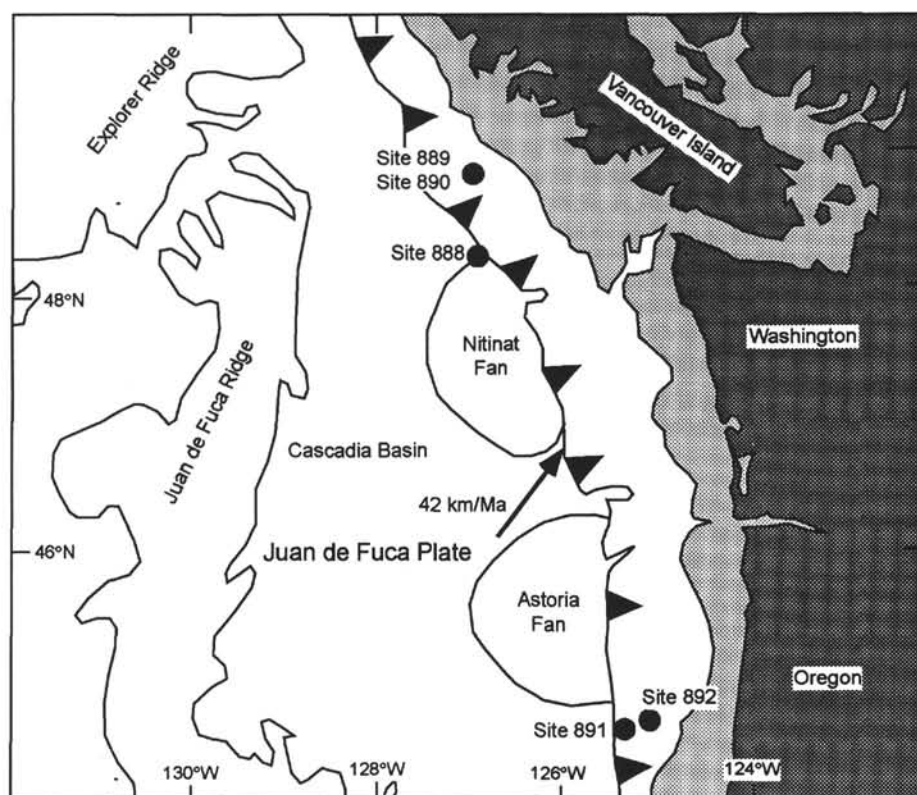 Explorer Ridge
Vancouver Island
Site 889
Site 890
Site 888
48°N
Washington
Nitinat
Fan
Juan de Fuca Ridge
Cascadia Basin
42 km/Ma
46°N
Juan de Fuca Plate
Astoria
Fan
Oregon
Site 892
Site 891
130°W
128°W
126°W
124°W